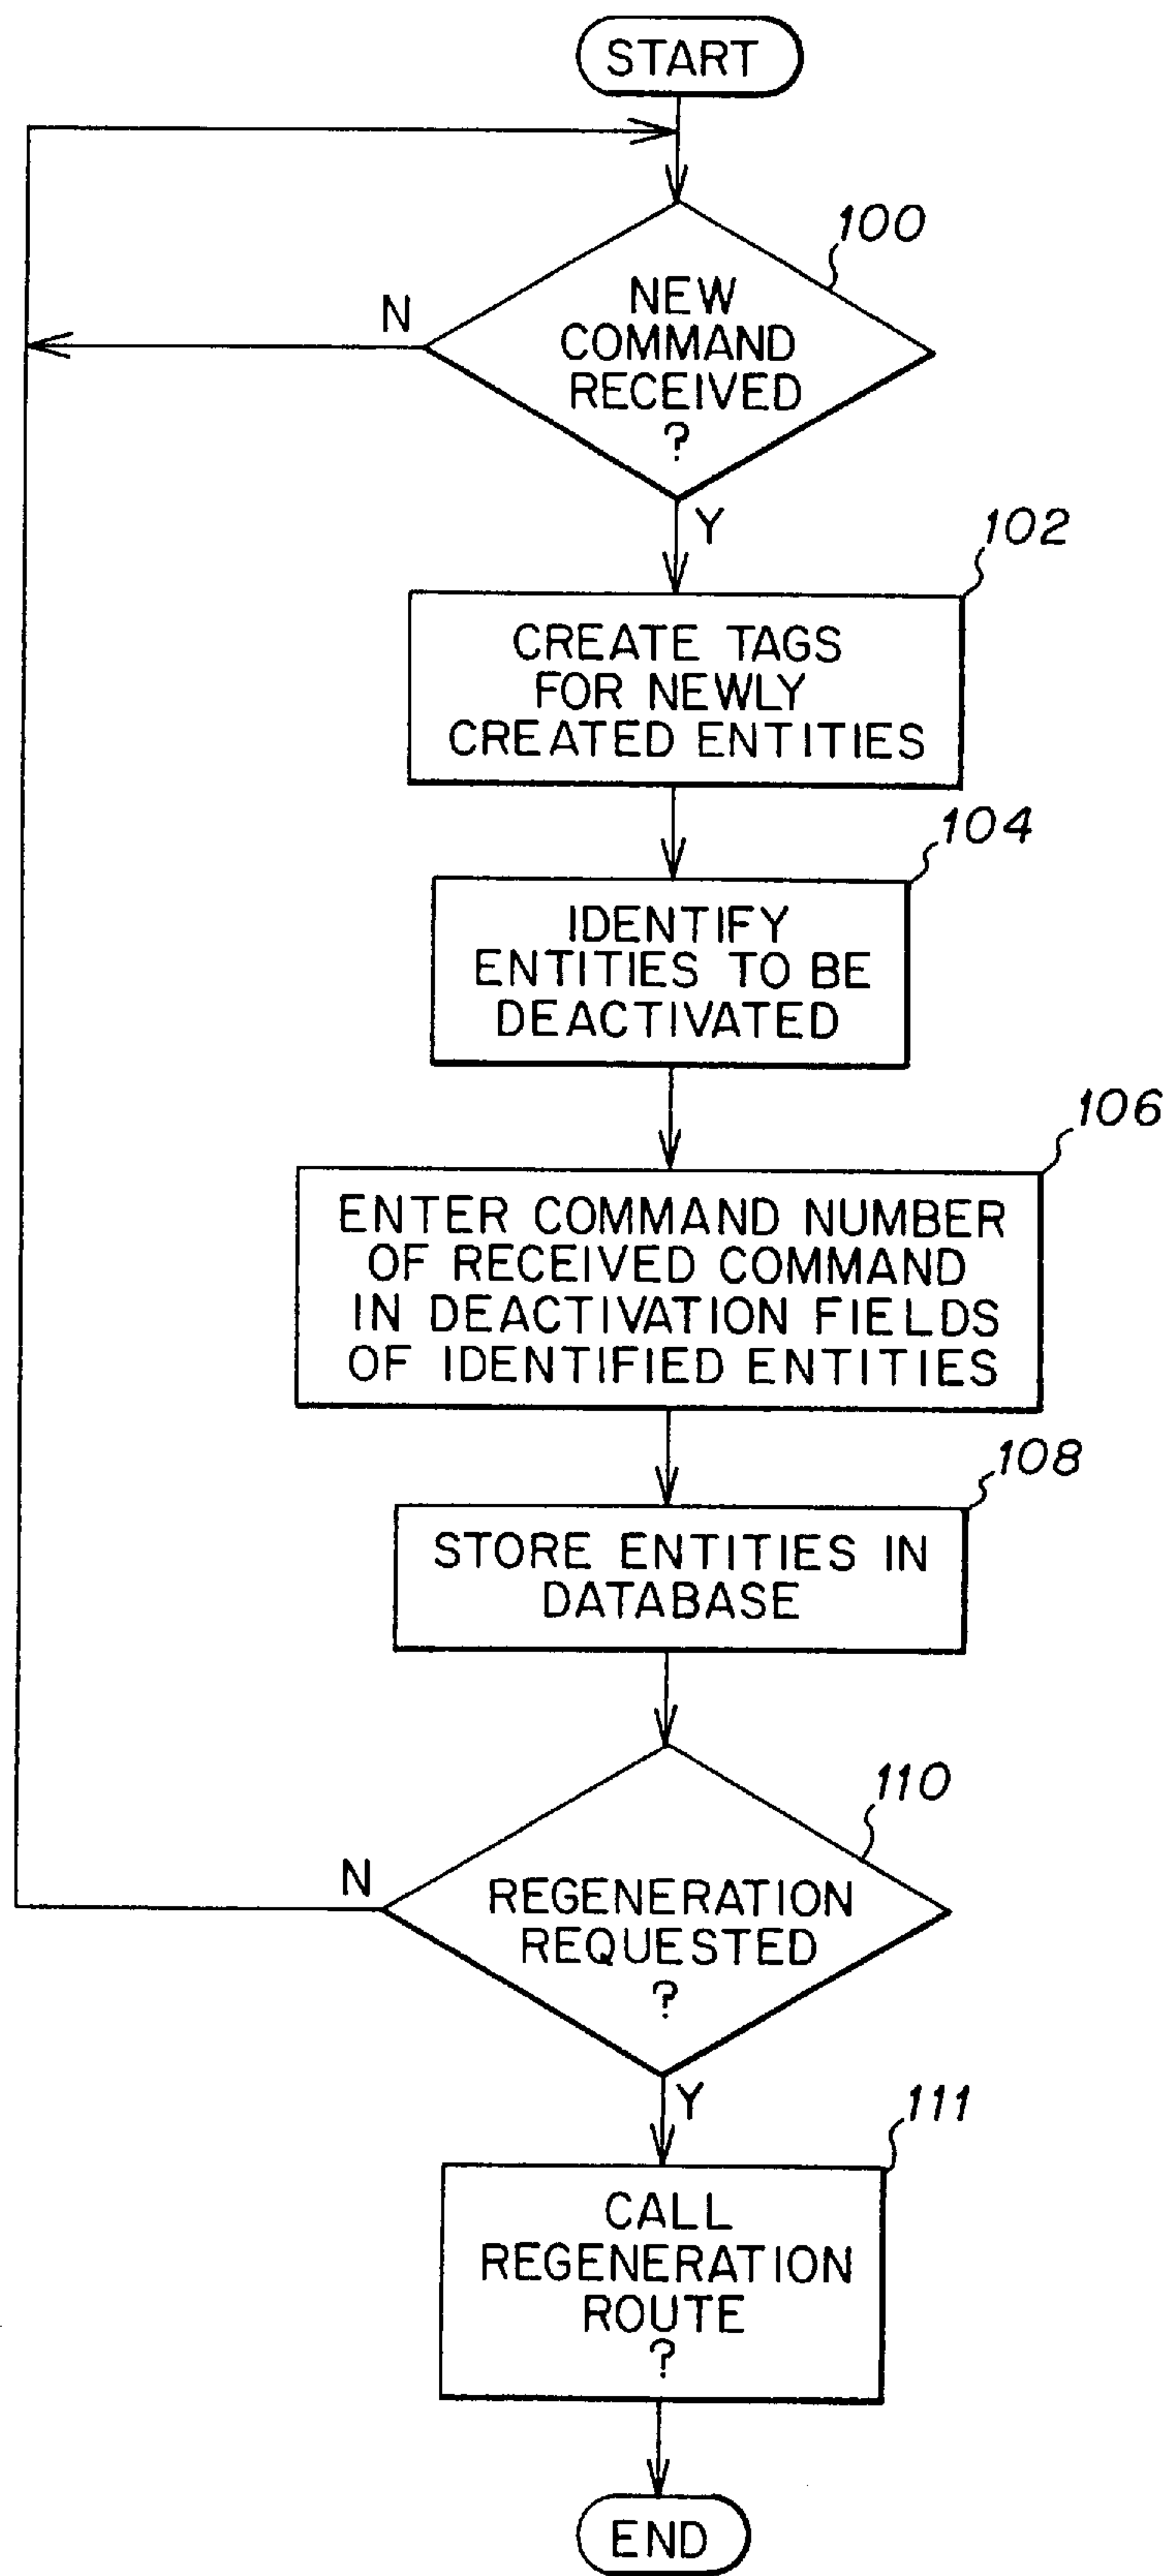 START
100
NEW
COMMAND
RECEIVED
?
N
Y
102
CREATE TAGS
FOR NEWLY
CREATED ENTITIES
104
IDENTIFY
ENTITIES TO BE
DEACTIVATED
106
ENTER COMMAND NUMBER
OF RECEIVED COMMAND
IN DEACTIVATION FIELDS
OF IDENTIFIED ENTITIES
108
STORE ENTITIES IN
DATABASE
110
N
REGENERATION
REQUESTED
?
Y
111
CALL
REGENERATION
ROUTE
?
END